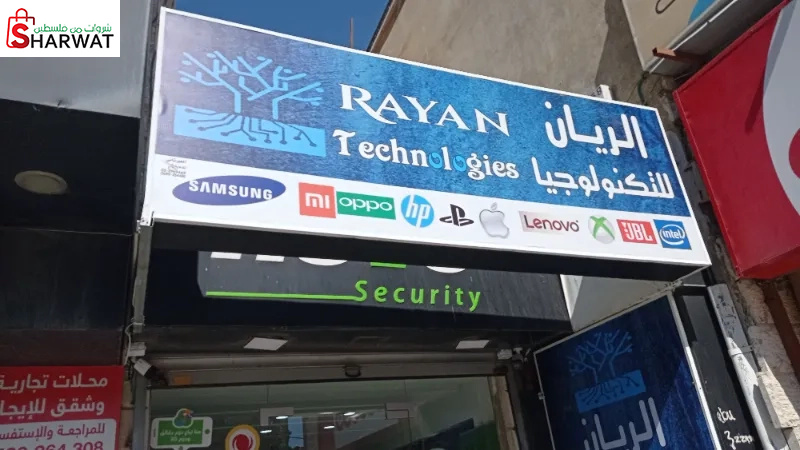 شروات من فلسطين
SHARWAT
RAYAN
Technologies
الريان
للتكنولوجيا
SAMSUNG
mi
oppo
hp
Lenovo
JBL
intel
Security
محلات تجارية
وشقق للإيجار
للمراجعة والإستفسار
الريان